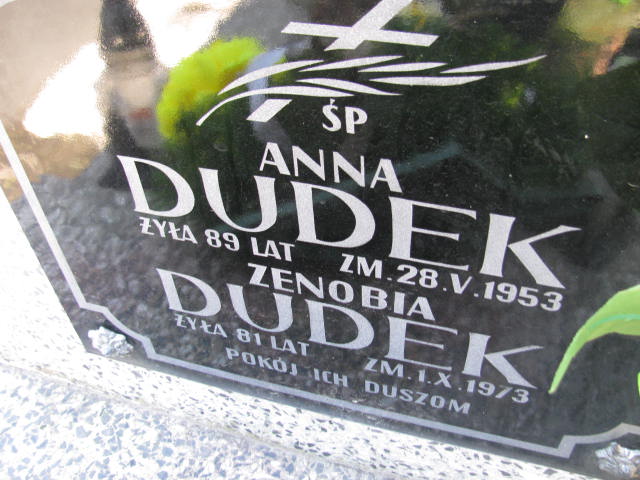 ŚP
ANNA
DUDEK
ŻYŁA 89 LAT ZM. 28. V. 1953
ZENOBIA
DUDEK
ŻYŁA 81 LAT ZM. 1. X. 1973
POKÓJ ICH DUSZOM